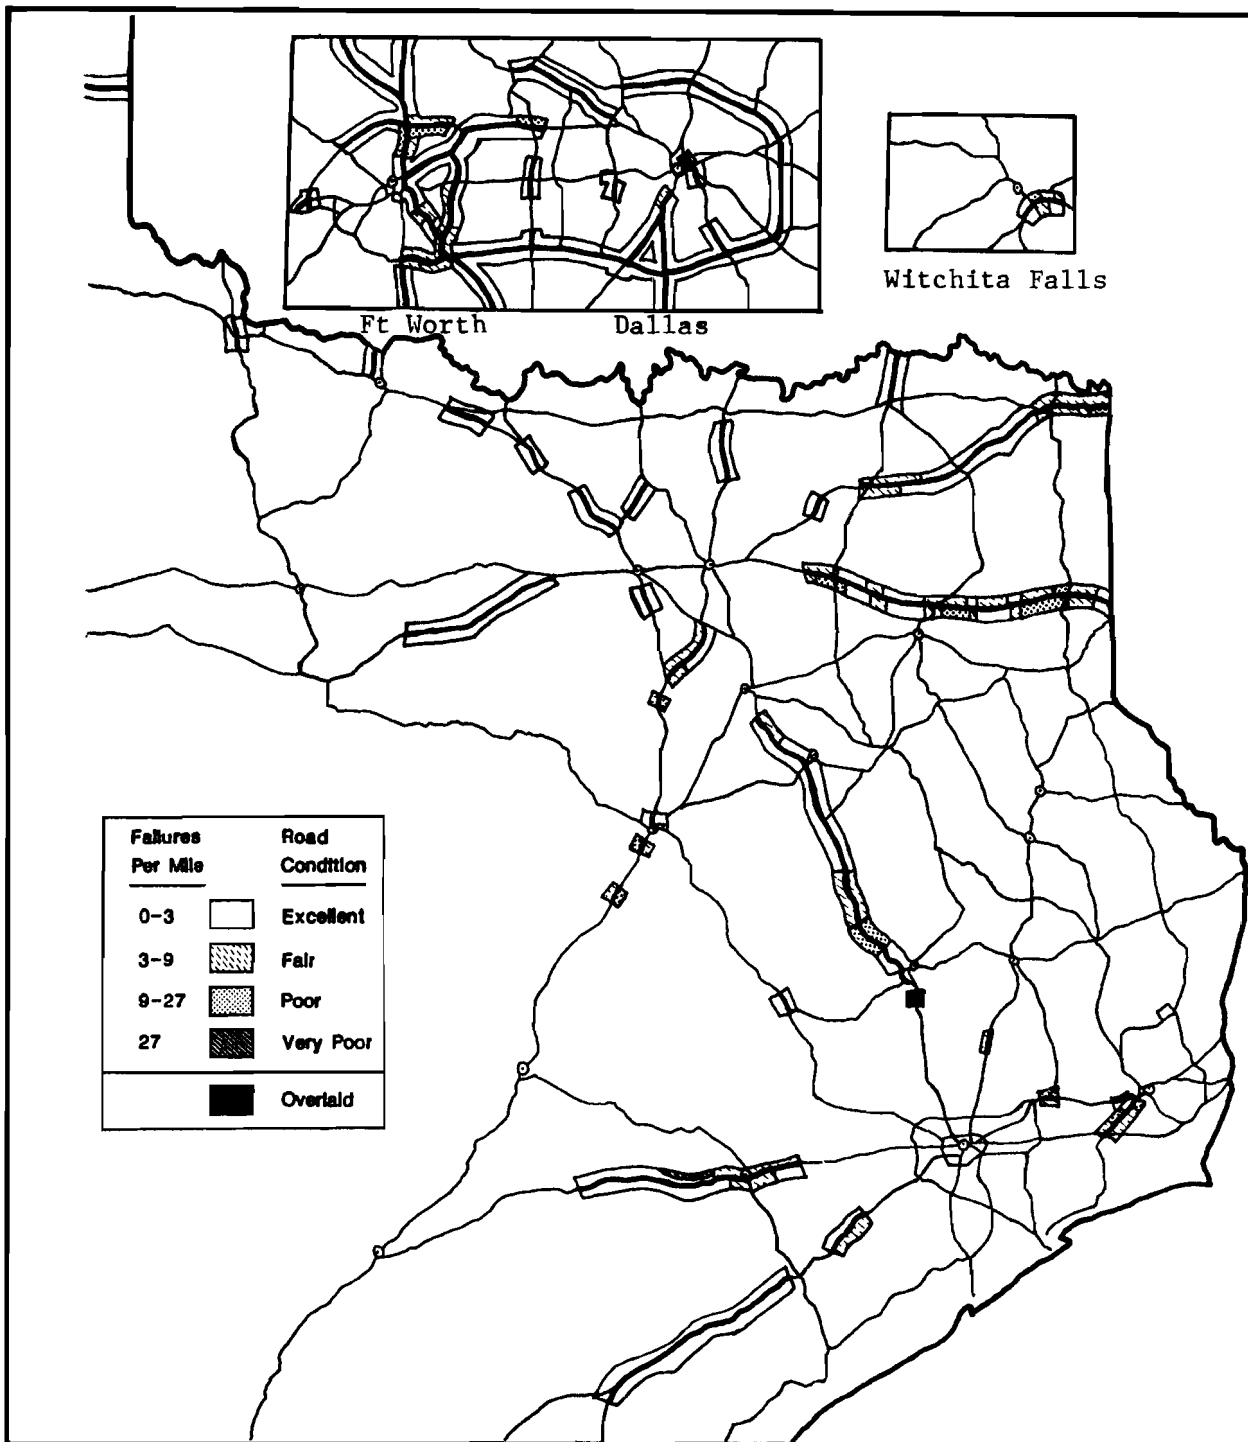 Witchita Falls
Ft Worth Dallas
Failures Road
Per Mile Condition
0-3 Excellent
3-9 Fair
9-27 Poor
27 Very Poor
Overlaid